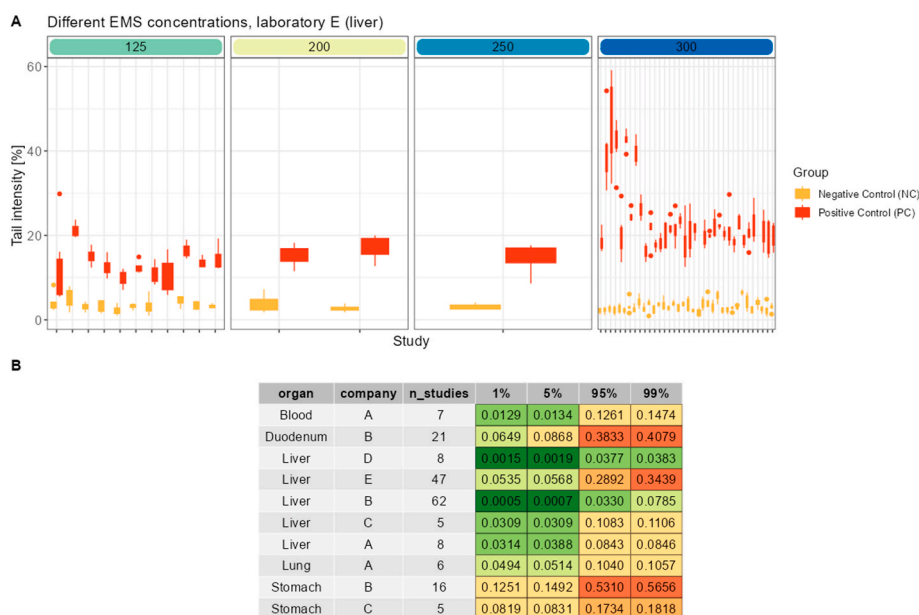 A
Different EMS concentrations, laboratory E (liver)
125 200 250 300
60
40
20
0
Tail intensity [%]
Study
Group
Negative Control (NC)
Positive Control (PC)
B
organ company n_studies 1% 5% 95% 99%
Blood A 7 0.0129 0.0134 0.1261 0.1474
Duodenum B 21 0.0649 0.0868 0.3833 0.4079
Liver D 8 0.0015 0.0019 0.0377 0.0383
Liver E 47 0.0535 0.0568 0.2892 0.3439
Liver B 62 0.0005 0.0007 0.0330 0.0785
Liver C 5 0.0309 0.0309 0.1083 0.1106
Liver A 8 0.0314 0.0388 0.0843 0.0846
Lung A 6 0.0494 0.0514 0.1040 0.1057
Stomach B 16 0.1251 0.1492 0.5310 0.5656
Stomach C 5 0.0819 0.0831 0.1734 0.1818